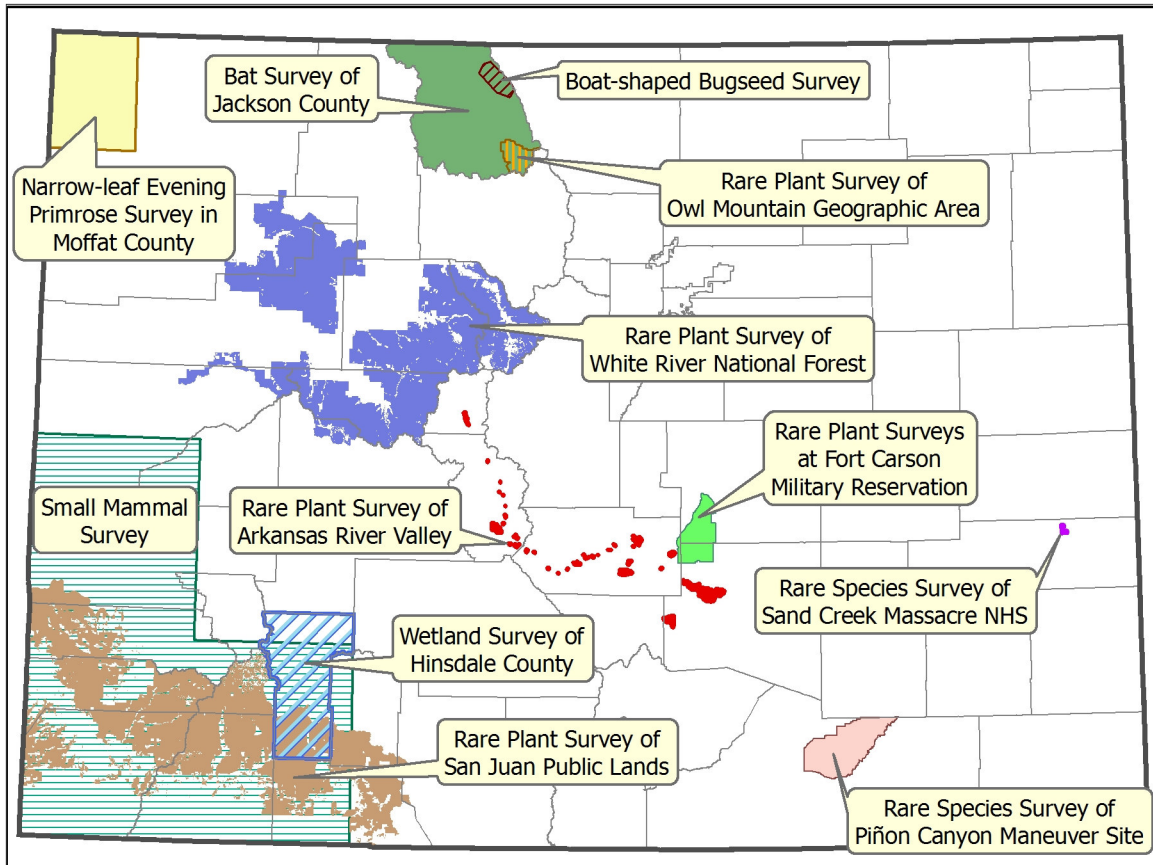 Bat Survey of
Jackson County
Boat-shaped Bugseed Survey
Narrow-leaf Evening
Primrose Survey in
Moffat County
Rare Plant Survey of
Owl Mountain Geographic Area
Rare Plant Survey of
White River National Forest
Rare Plant Surveys
at Fort Carson
Military Reservation
Small Mammal
Survey
Rare Plant Survey of
Arkansas River Valley
Rare Species Survey of
Sand Creek Massacre NHS
Wetland Survey of
Hinsdale County
Rare Plant Survey of
San Juan Public Lands
Rare Species Survey of
Piñon Canyon Maneuver Site